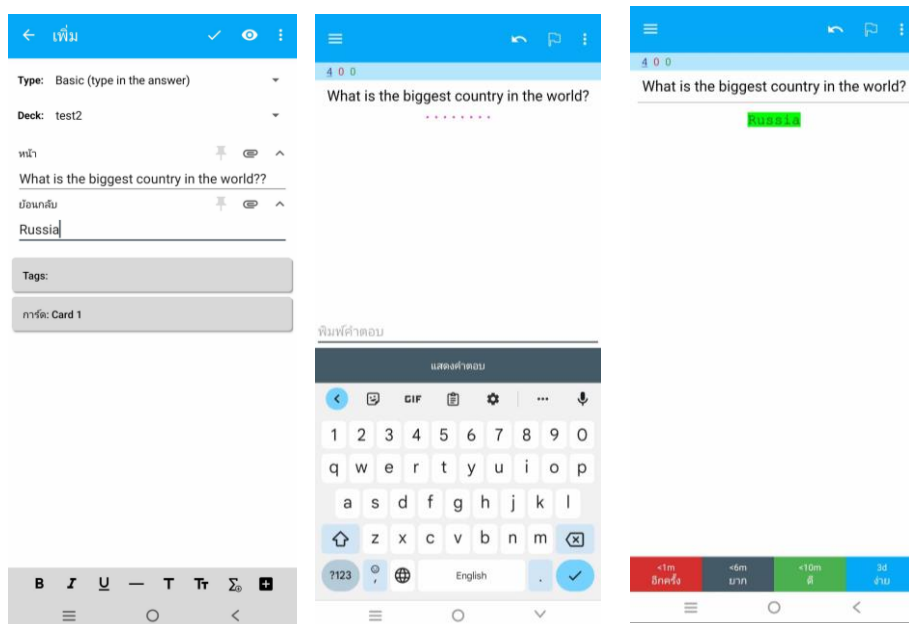 เพิ่ม
Type: Basic (type in the answer)
Deck: test2
หน้า
What is the biggest country in the world??
ย้อนกลับ
Russia
Tags:
การ์ด: Card 1
B I U — T Tт Σ
4 0 0
What is the biggest country in the world?
พิมพ์คำตอบ
แสดงคำตอบ
GIF
1 2 3 4 5 6 7 8 9 0
q w e r t y u i o p
a s d f g h j k l
z x c v b n m
?123 , English .
4 0 0
What is the biggest country in the world?
Russia
<1m <6m <10m 3d
อีกครั้ง ยาก ดี ง่าย